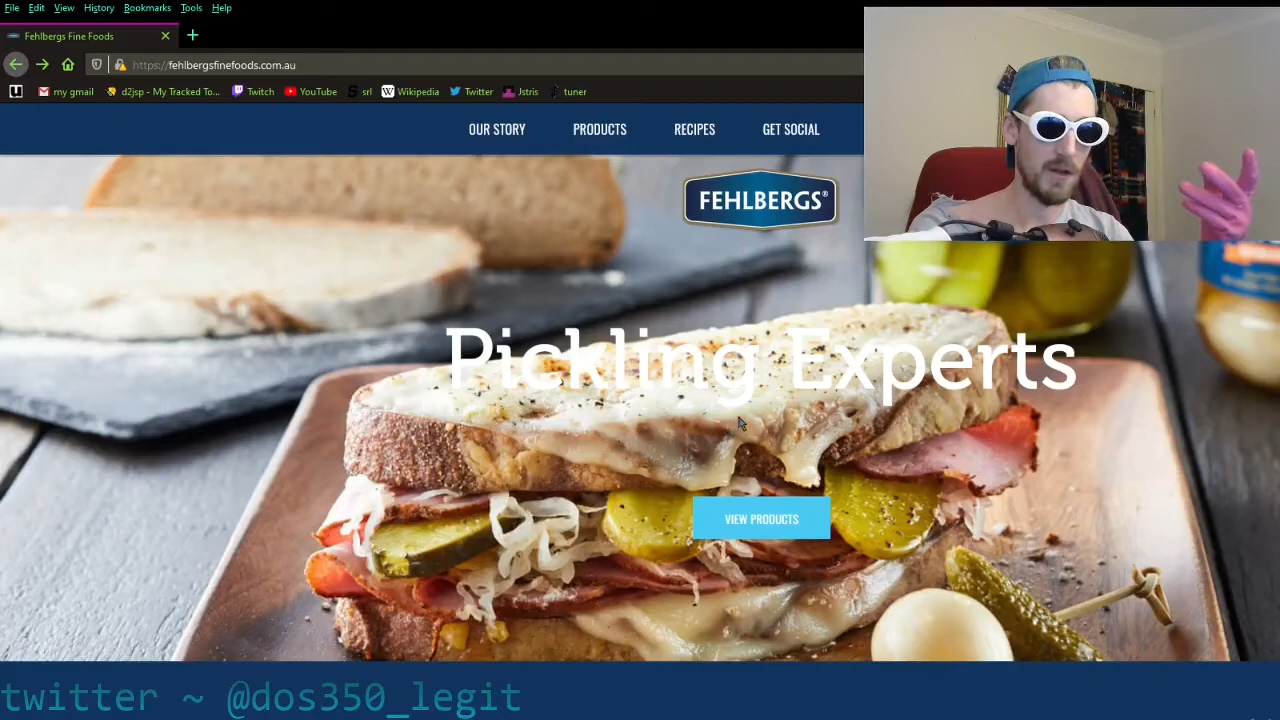 File Edit View History Bookmarks Tools Help
Fehlbergs Fine Foods
https://fehlbergsfinefoods.com.au
my gmail d2jsp - My Tracked To... Twitch YouTube srl Wikipedia Twitter Jstris tuner
OUR STORY PRODUCTS RECIPES GET SOCIAL
FEHLBERGS®
Pickling Experts
VIEW PRODUCTS
twitter ~ @dos350_legit